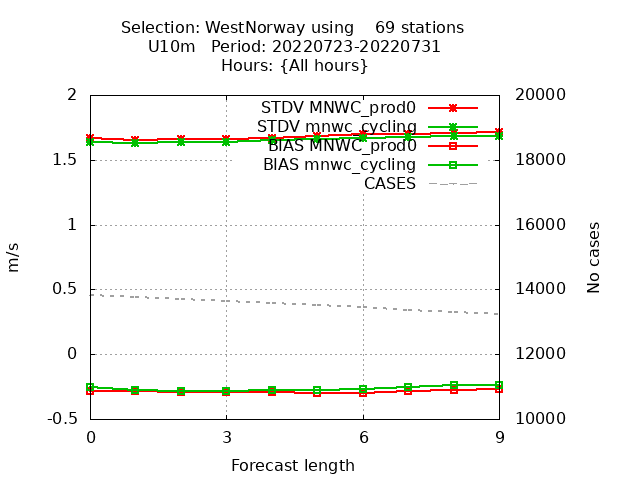 Selection: WestNorway using    69 stations
U10m   Period: 20220723-20220731
Hours: {All hours}
2
1.5
1
0.5
0
-0.5
m/s
STDV MNWC_prod0
STDV mnwc_cycling
BIAS MNWC_prod0
BIAS mnwc_cycling
CASES
20000
18000
16000
14000
12000
10000
No cases
0
3
6
9
Forecast length